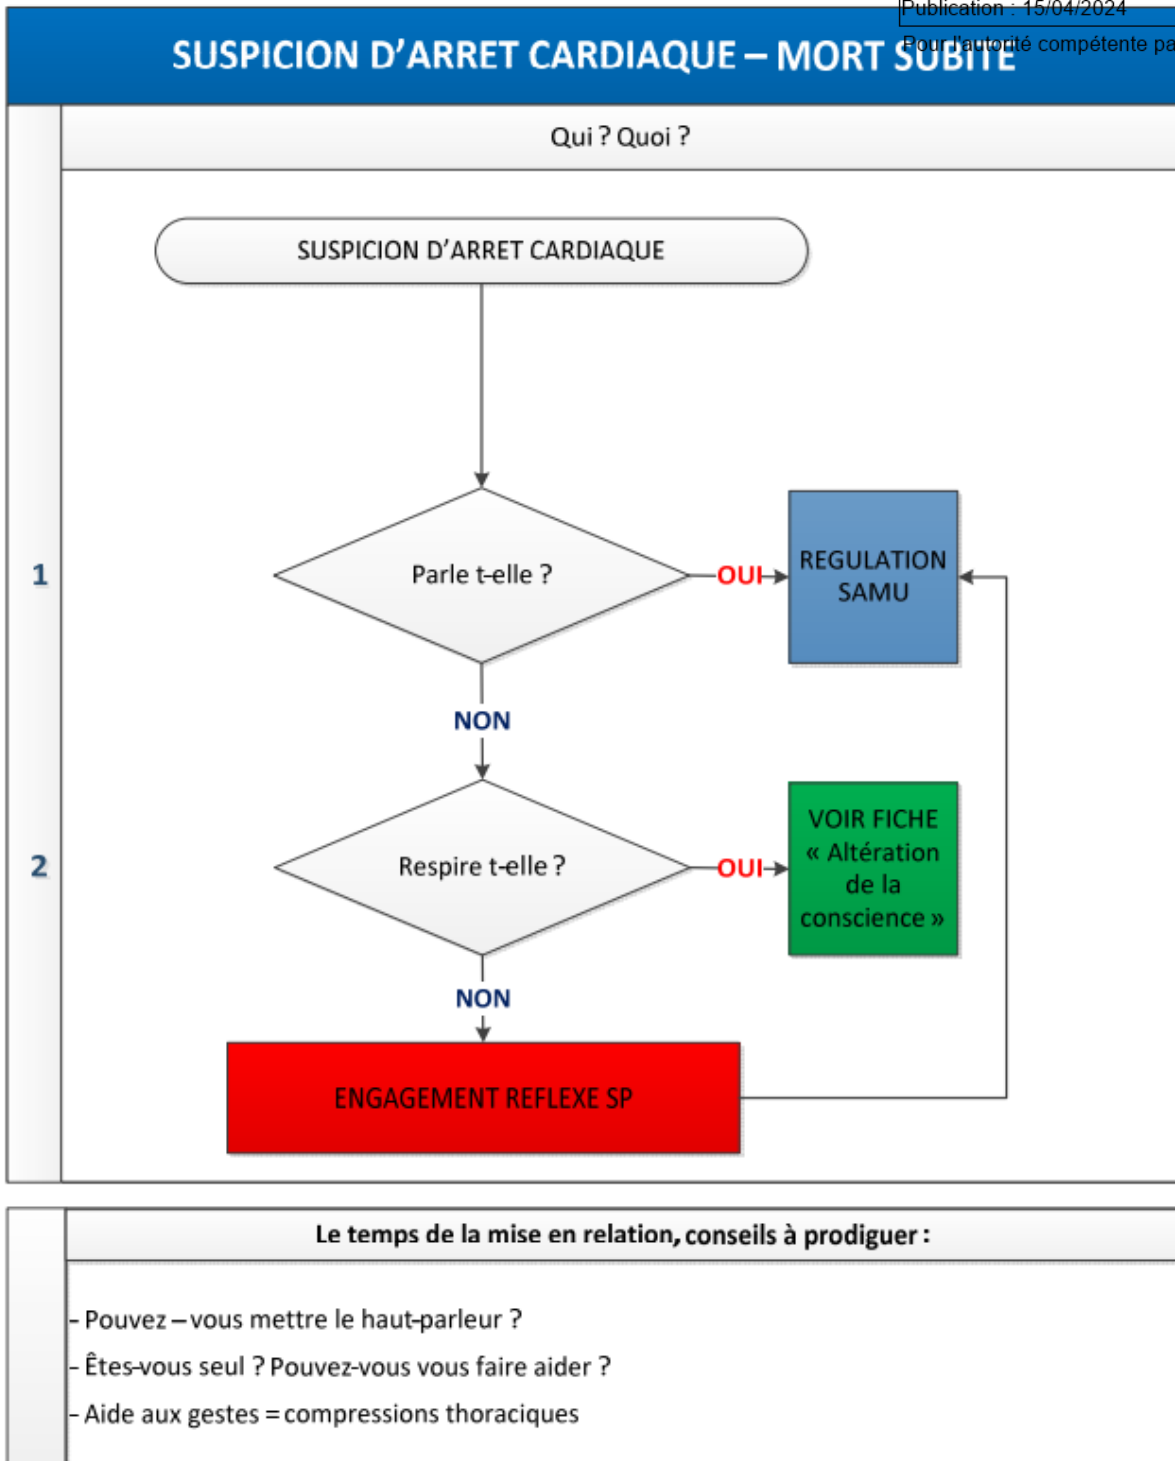 Publication : 15/04/2024
Pour l'autorité compétente pa
SUSPICION D'ARRET CARDIAQUE – MORT SUBITE
Qui ? Quoi ?
SUSPICION D'ARRET CARDIAQUE
1
Parle t-elle ?
OUI
REGULATION
SAMU
NON
2
Respire t-elle ?
OUI
VOIR FICHE
« Altération
de la
conscience »
NON
ENGAGEMENT REFLEXE SP
Le temps de la mise en relation, conseils à prodiguer :
- Pouvez – vous mettre le haut-parleur ?
- Êtes-vous seul ? Pouvez-vous vous faire aider ?
- Aide aux gestes = compressions thoraciques